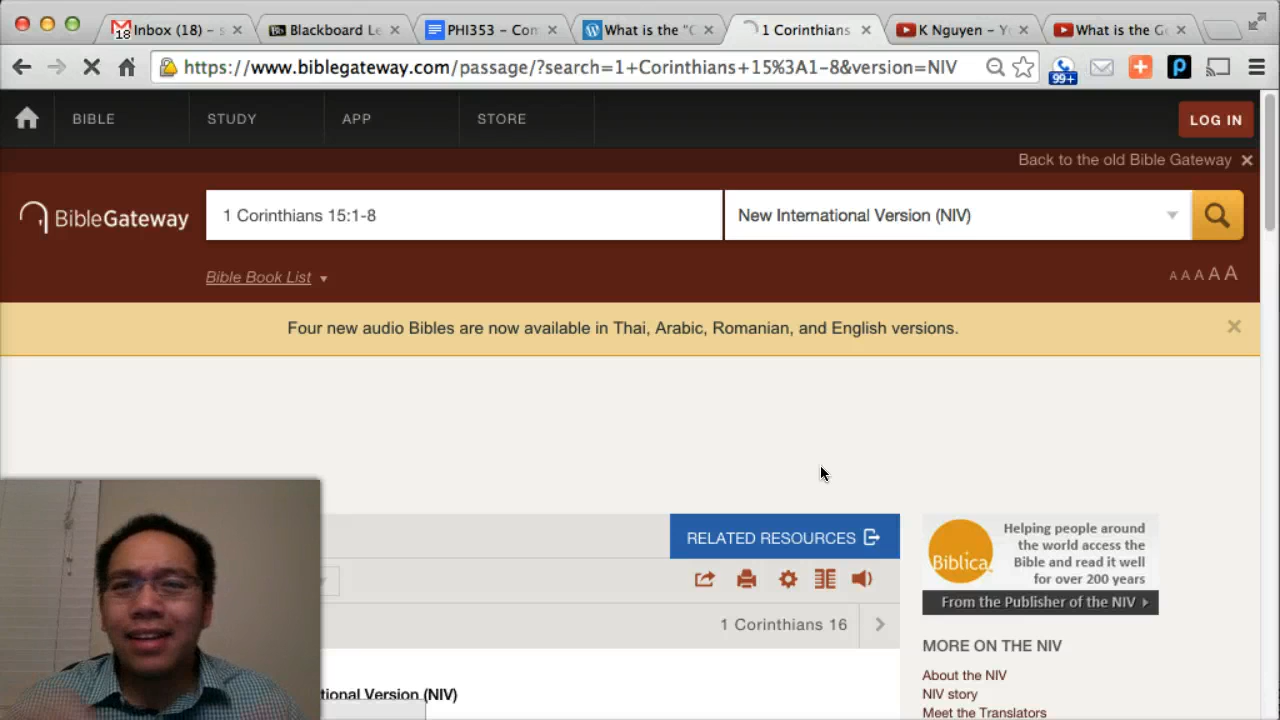 Inbox (18) – s
Blackboard Le
PHI353 – Con
What is the "C
1 Corinthians
K Nguyen – Yo
What is the Go
18
https://www.biblegateway.com/passage/?search=1+Corinthians+15%3A1-8&version=NIV
99+
BIBLE
STUDY
APP
STORE
LOG IN
Back to the old Bible Gateway
BibleGateway
1 Corinthians 15:1-8
New International Version (NIV)
Bible Book List
A A A A A
Four new audio Bibles are now available in Thai, Arabic, Romanian, and English versions.
RELATED RESOURCES
Biblica
Helping people around
the world access the
Bible and read it well
for over 200 years
From the Publisher of the NIV
1 Corinthians 16
MORE ON THE NIV
About the NIV
NIV story
Meet the Translators
tional Version (NIV)